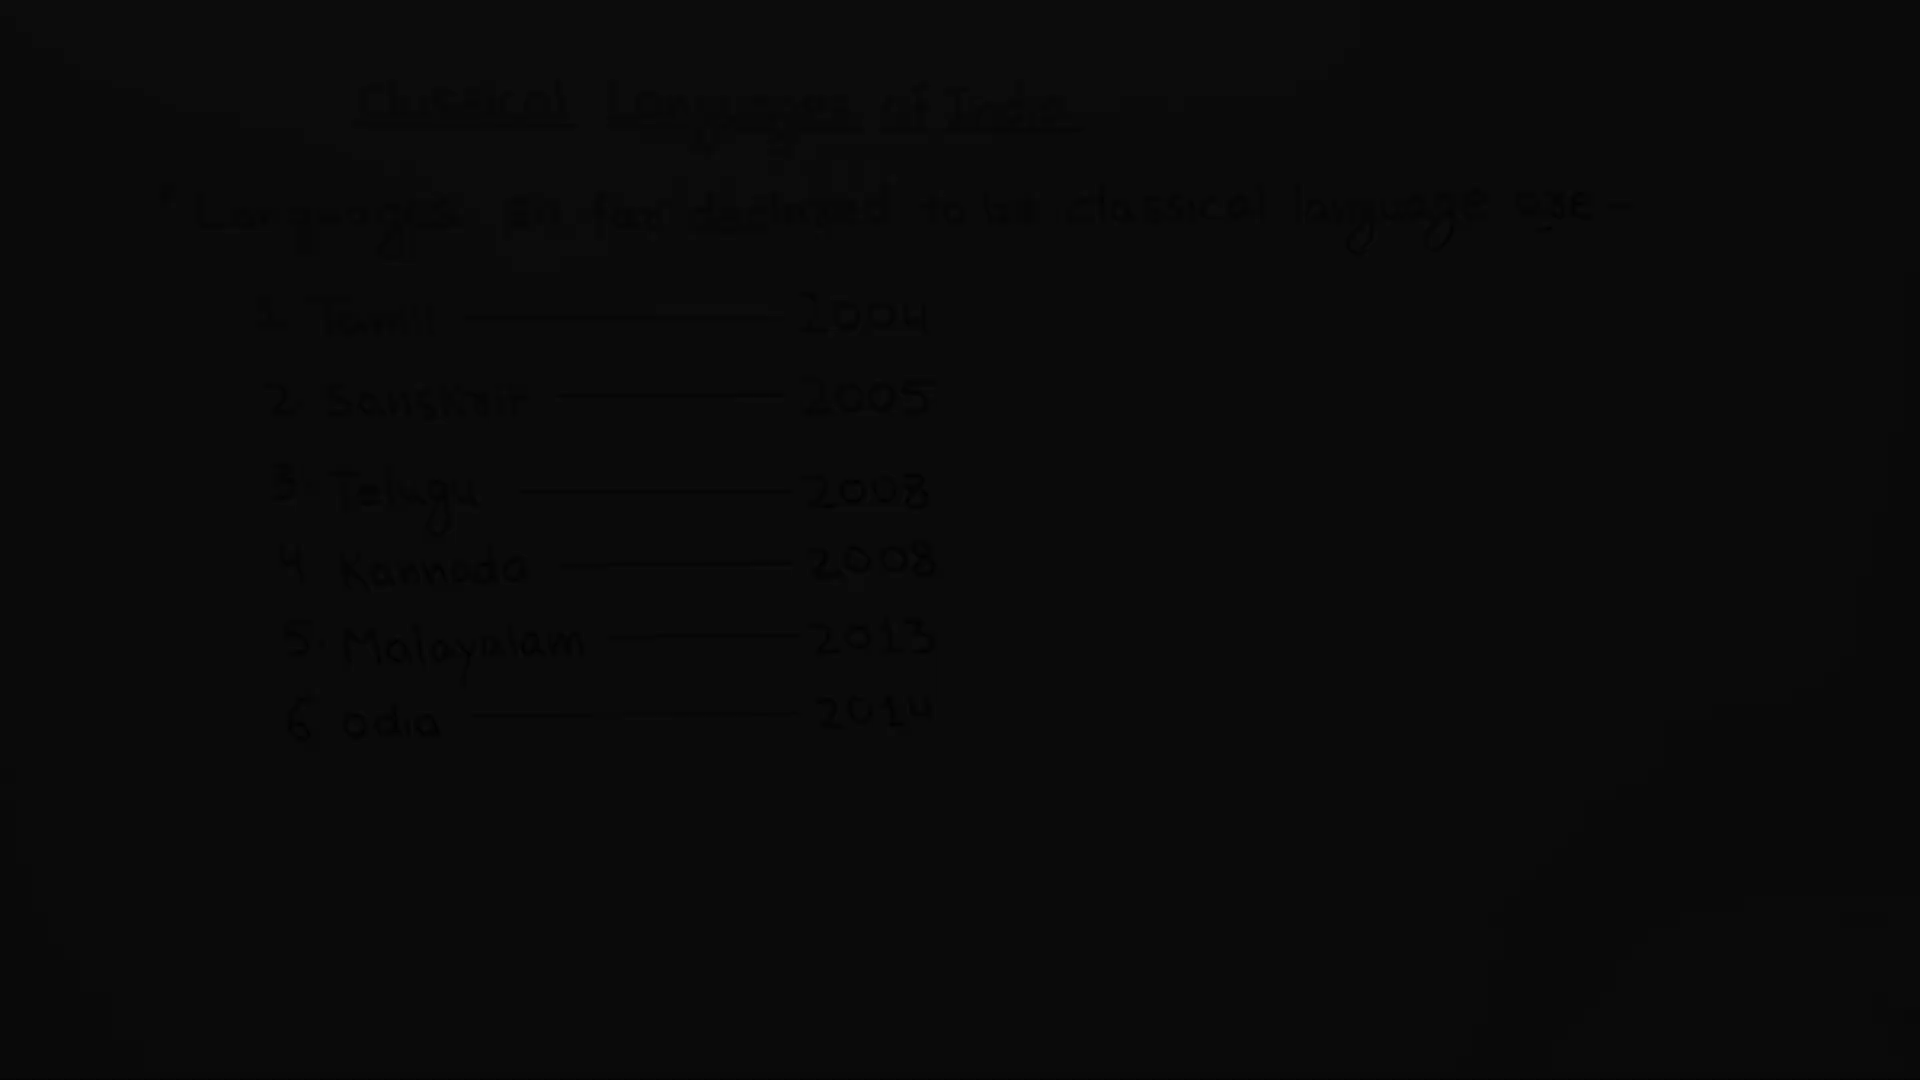 Classical Languages of India
* Languages so far declared to be classical language are -
1. Tamil — 2004
2. Sanskrit — 2005
3. Telugu — 2008
4. Kannada — 2008
5. Malayalam — 2013
6. Odia — 2014